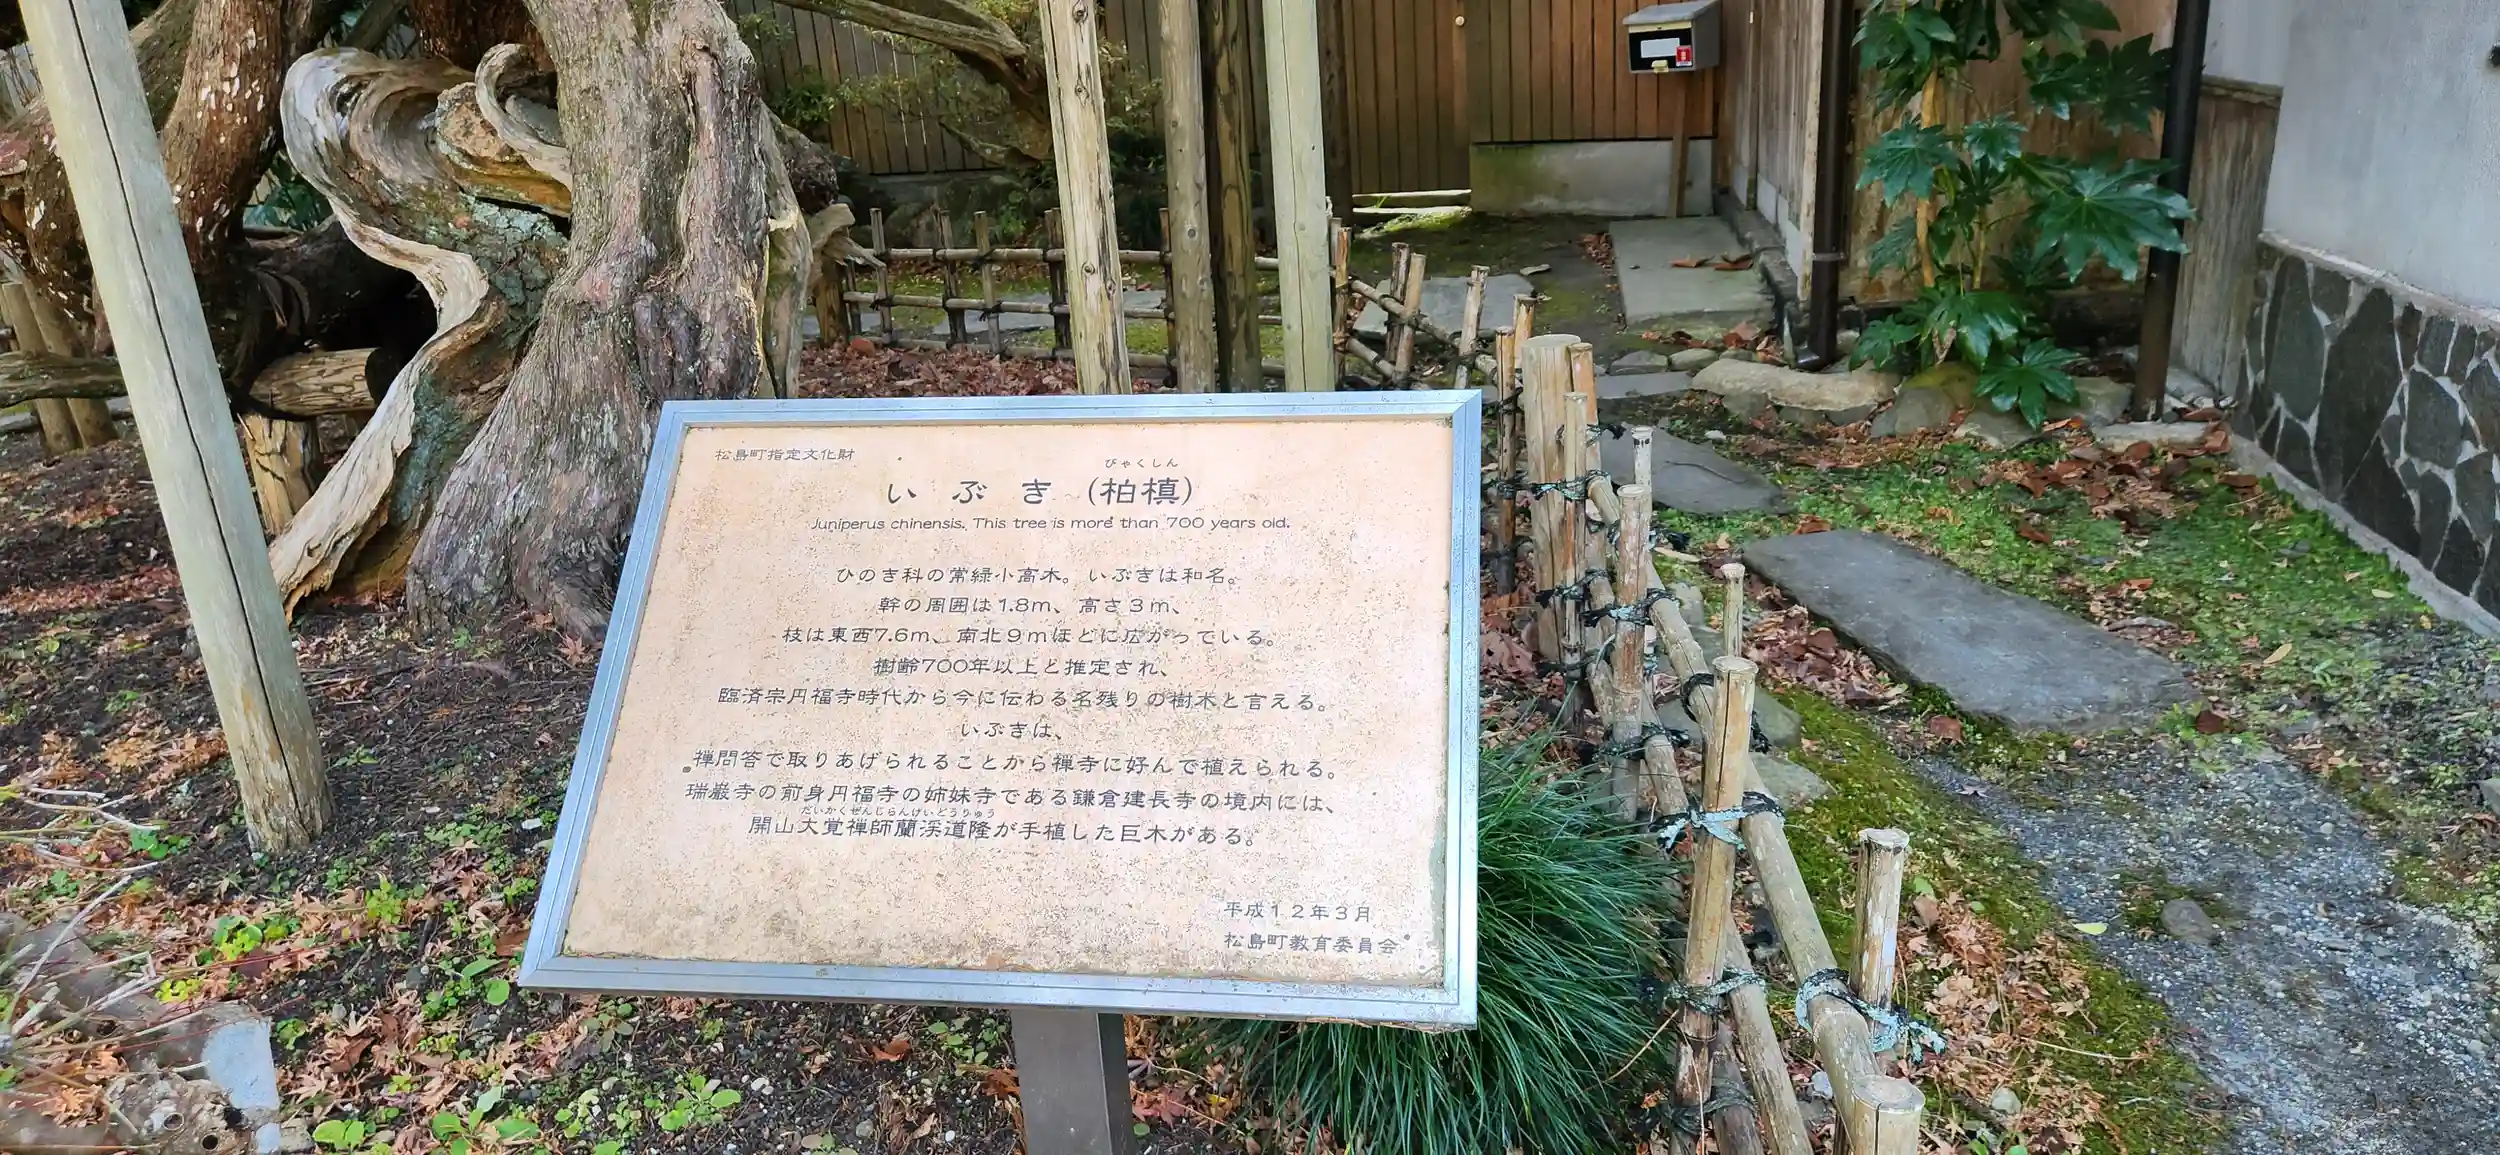 松島町指定文化財
びゃくしん
いぶき(柏槙)
Juniperus chinensis. This tree is more than 700 years old.
ひのき科の常緑小高木。いぶきは和名。
幹の周囲は1.8m、高さ3m、
枝は東西7.6m、南北9mほどに広がっている。
樹齢700年以上と推定され、
臨済宗円福寺時代から今に伝わる名残りの樹木と言える。
いぶきは、
禅問答で取りあげられることから禅寺に好んで植えられる。
瑞巌寺の前身円福寺の姉妹寺である鎌倉建長寺の境内には、
だいかくぜんじらんけいどうりゅう
開山大覚禅師蘭渓道隆が手植した巨木がある。
平成12年3月
松島町教育委員会